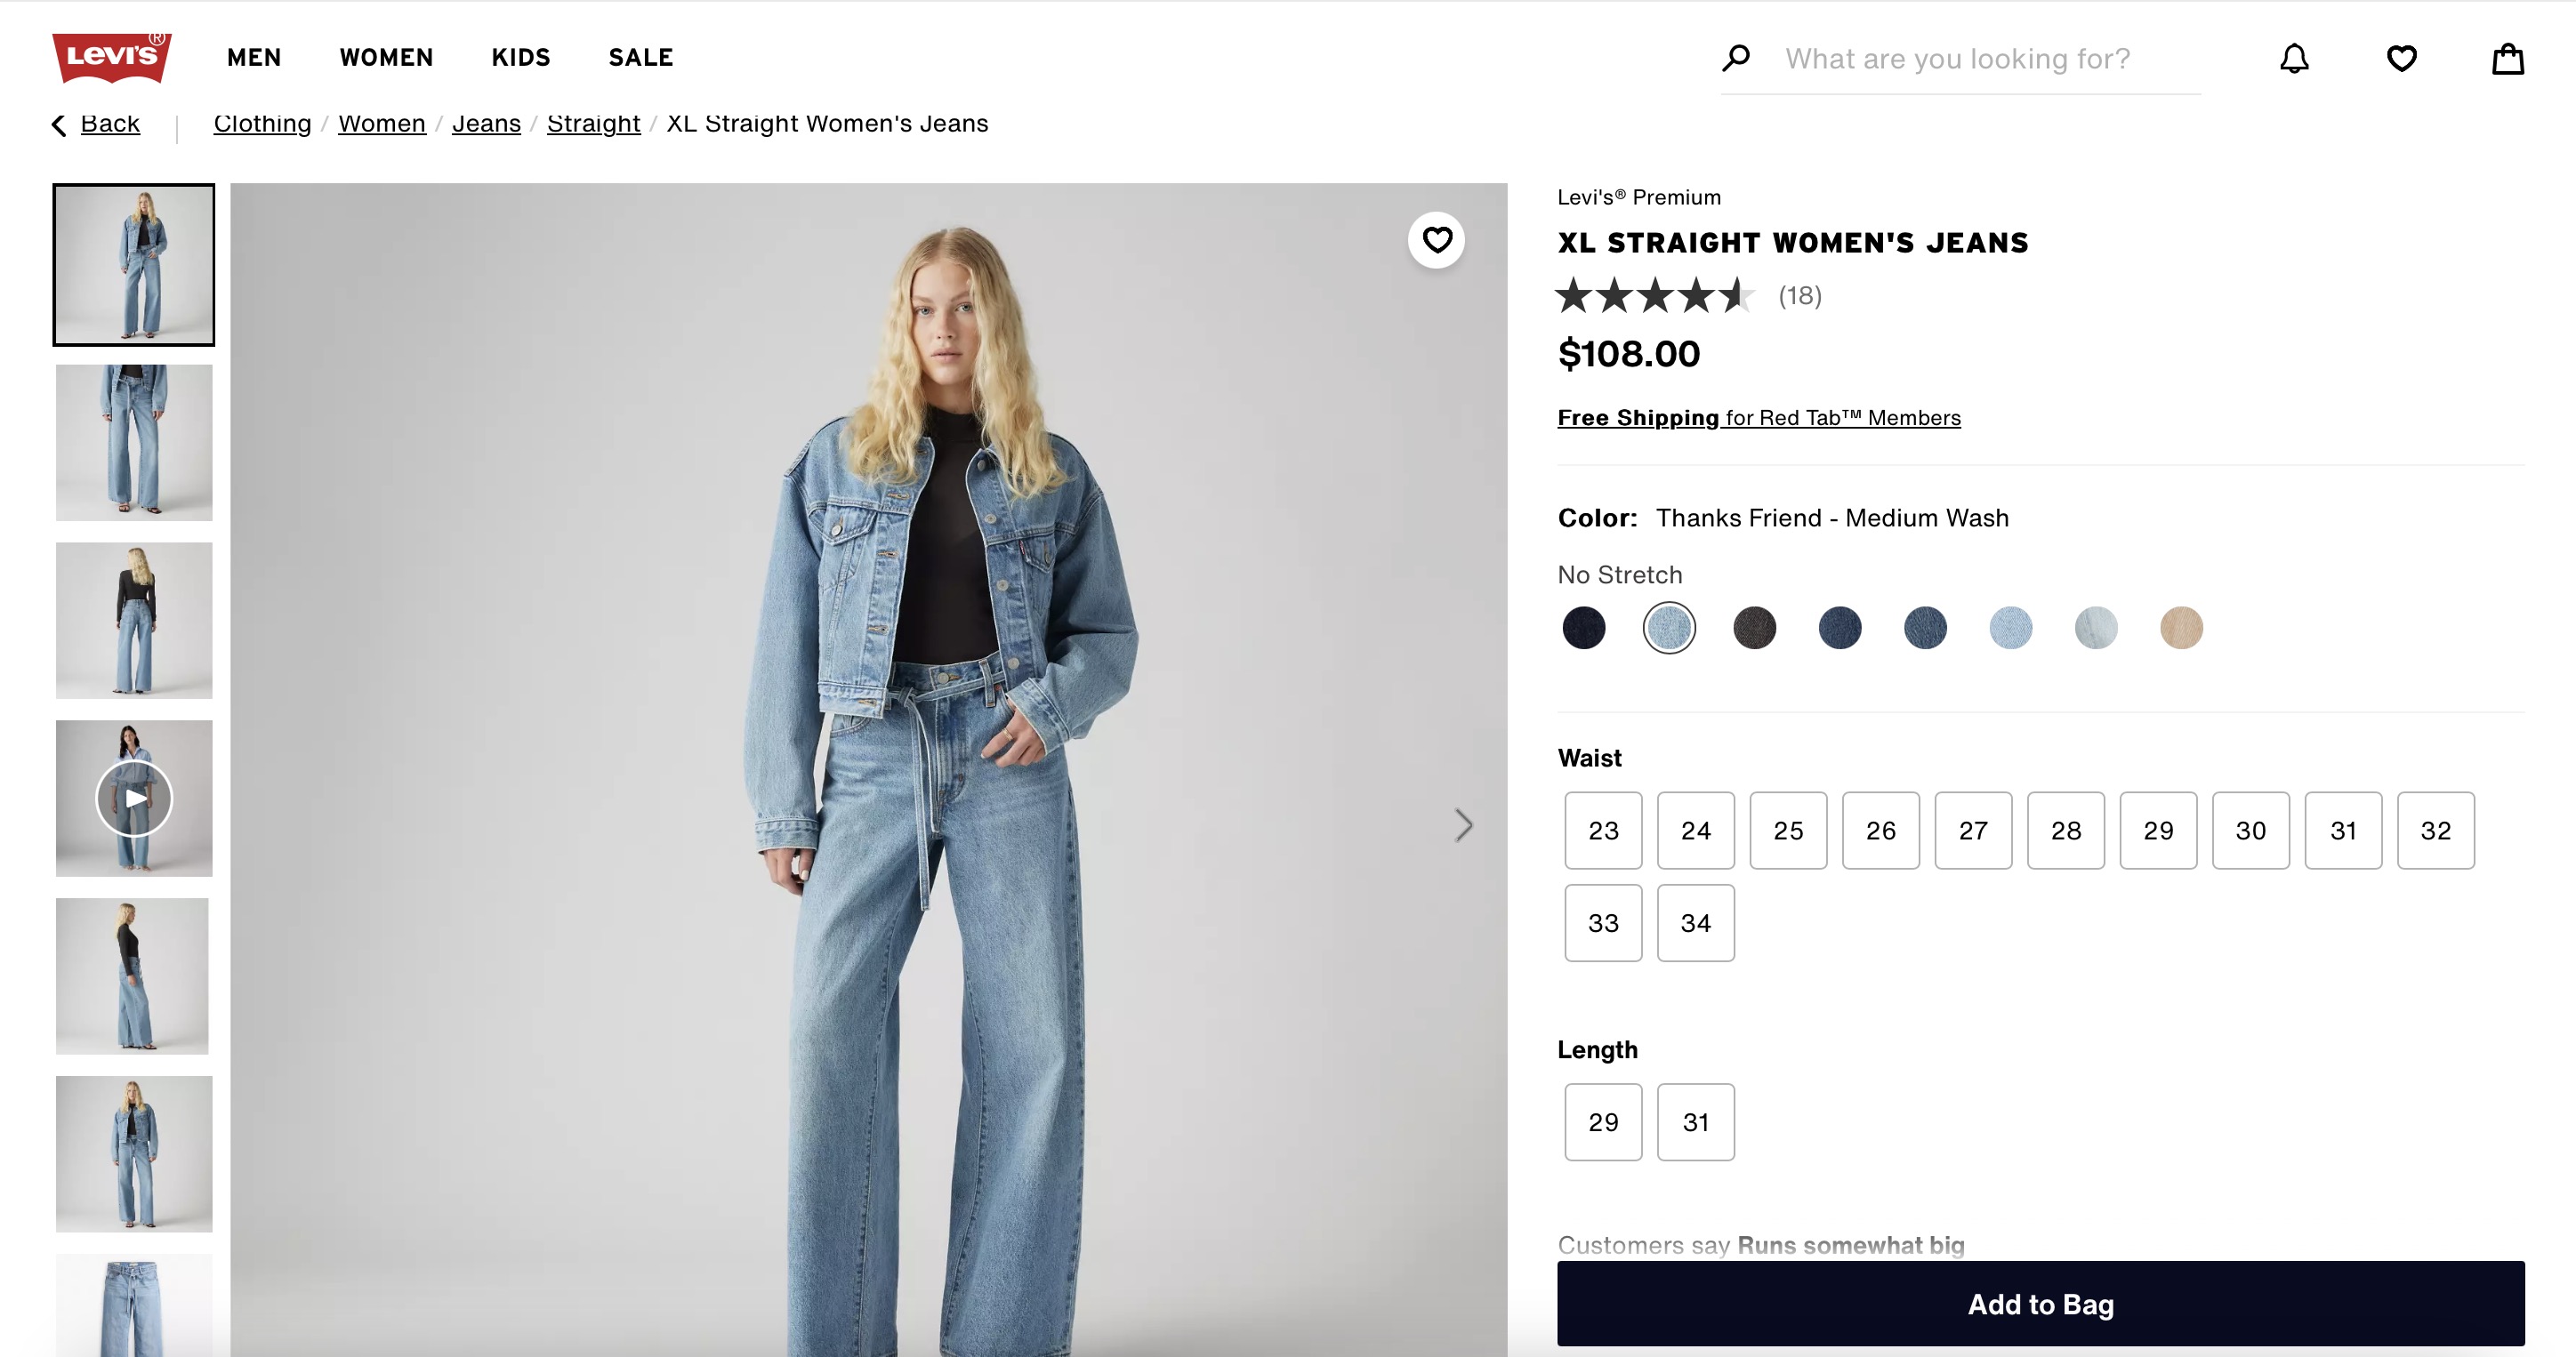 Levi's®
MEN WOMEN KIDS SALE
What are you looking for?
Back
Clothing / Women / Jeans / Straight / XL Straight Women's Jeans
Levi's® Premium
XL STRAIGHT WOMEN'S JEANS
(18)
$108.00
Free Shipping for Red Tab™ Members
Color: Thanks Friend - Medium Wash
No Stretch
Waist
23 24 25 26 27 28 29 30 31 32
33 34
Length
29 31
Customers say Runs somewhat big
Add to Bag